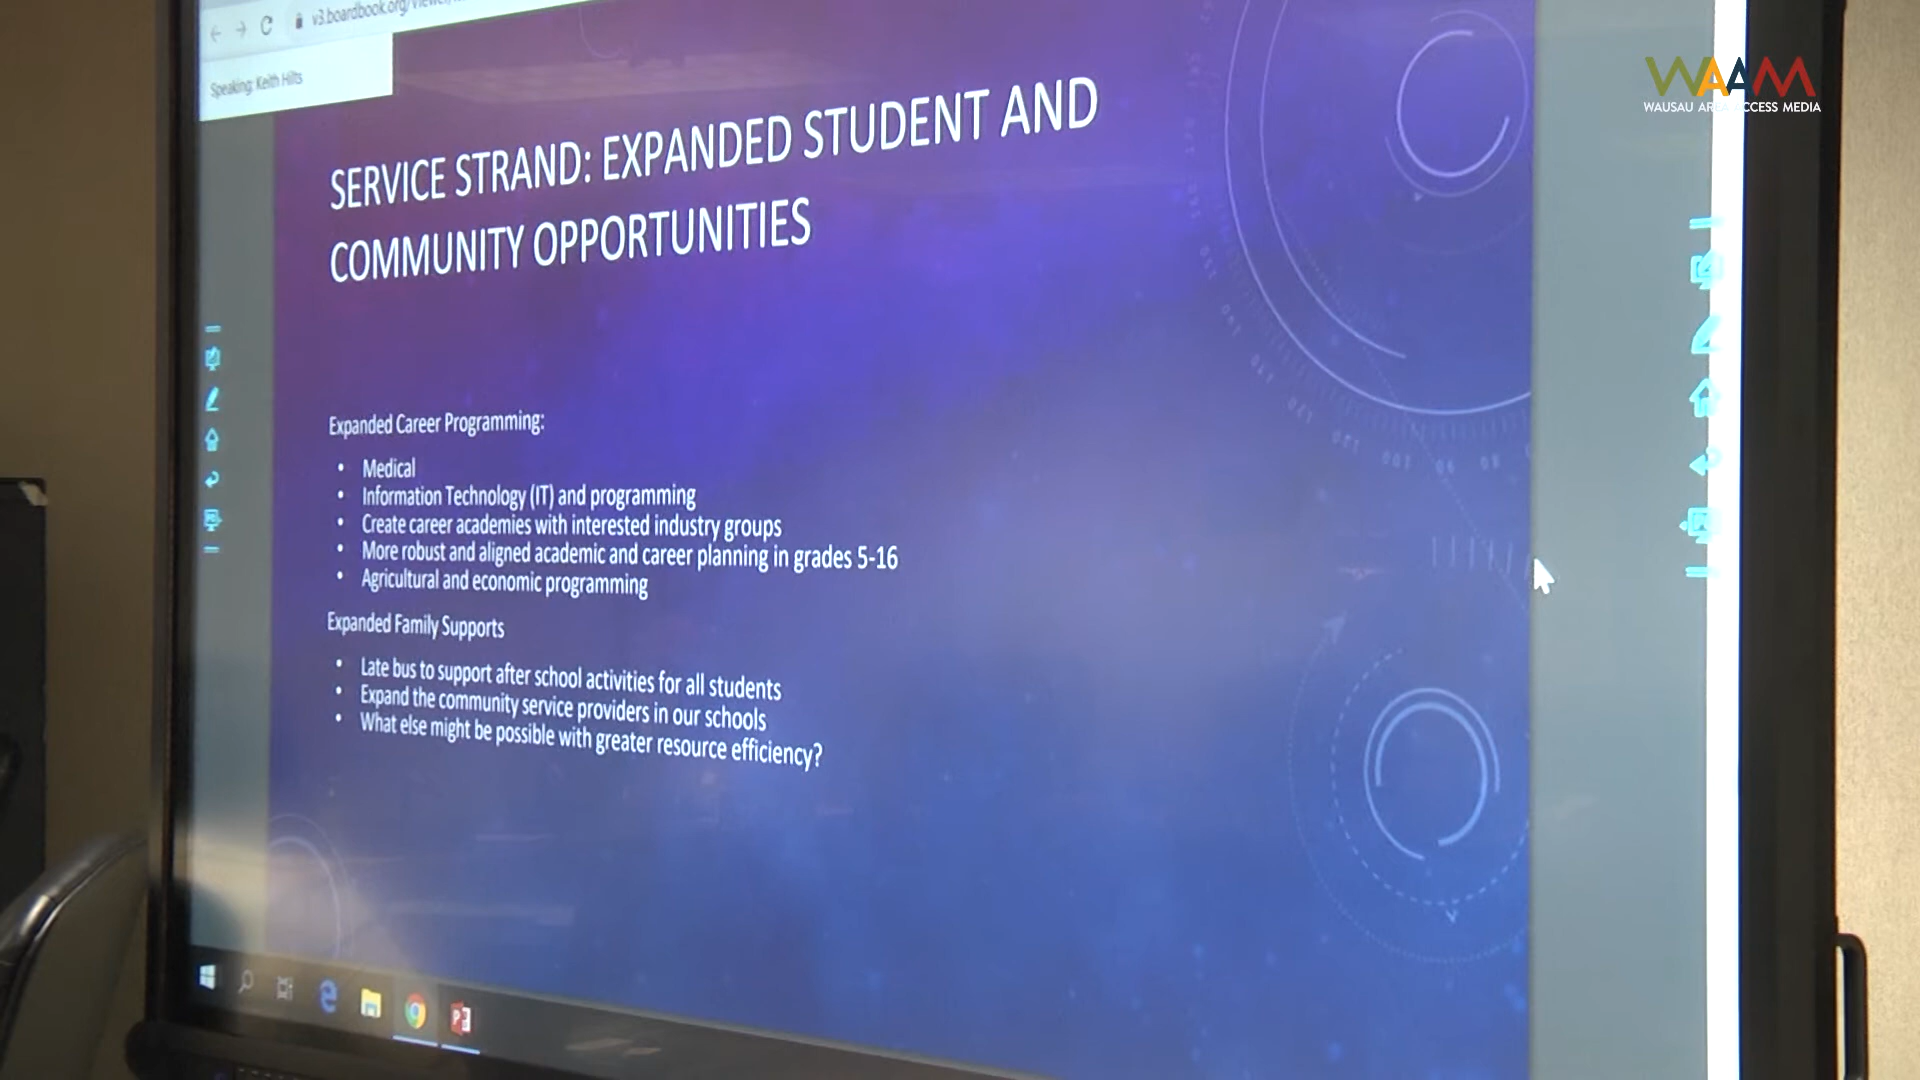 v3.boardbook.org/Viewer/
Speaking: Keith Hilts
WAAM
WAUSAU AREA ACCESS MEDIA
SERVICE STRAND: EXPANDED STUDENT AND
COMMUNITY OPPORTUNITIES
Expanded Career Programming:
• Medical
• Information Technology (IT) and programming
• Create career academies with interested industry groups
• More robust and aligned academic and career planning in grades 5-16
• Agricultural and economic programming
Expanded Family Supports
• Late bus to support after school activities for all students
• Expand the community service providers in our schools
• What else might be possible with greater resource efficiency?